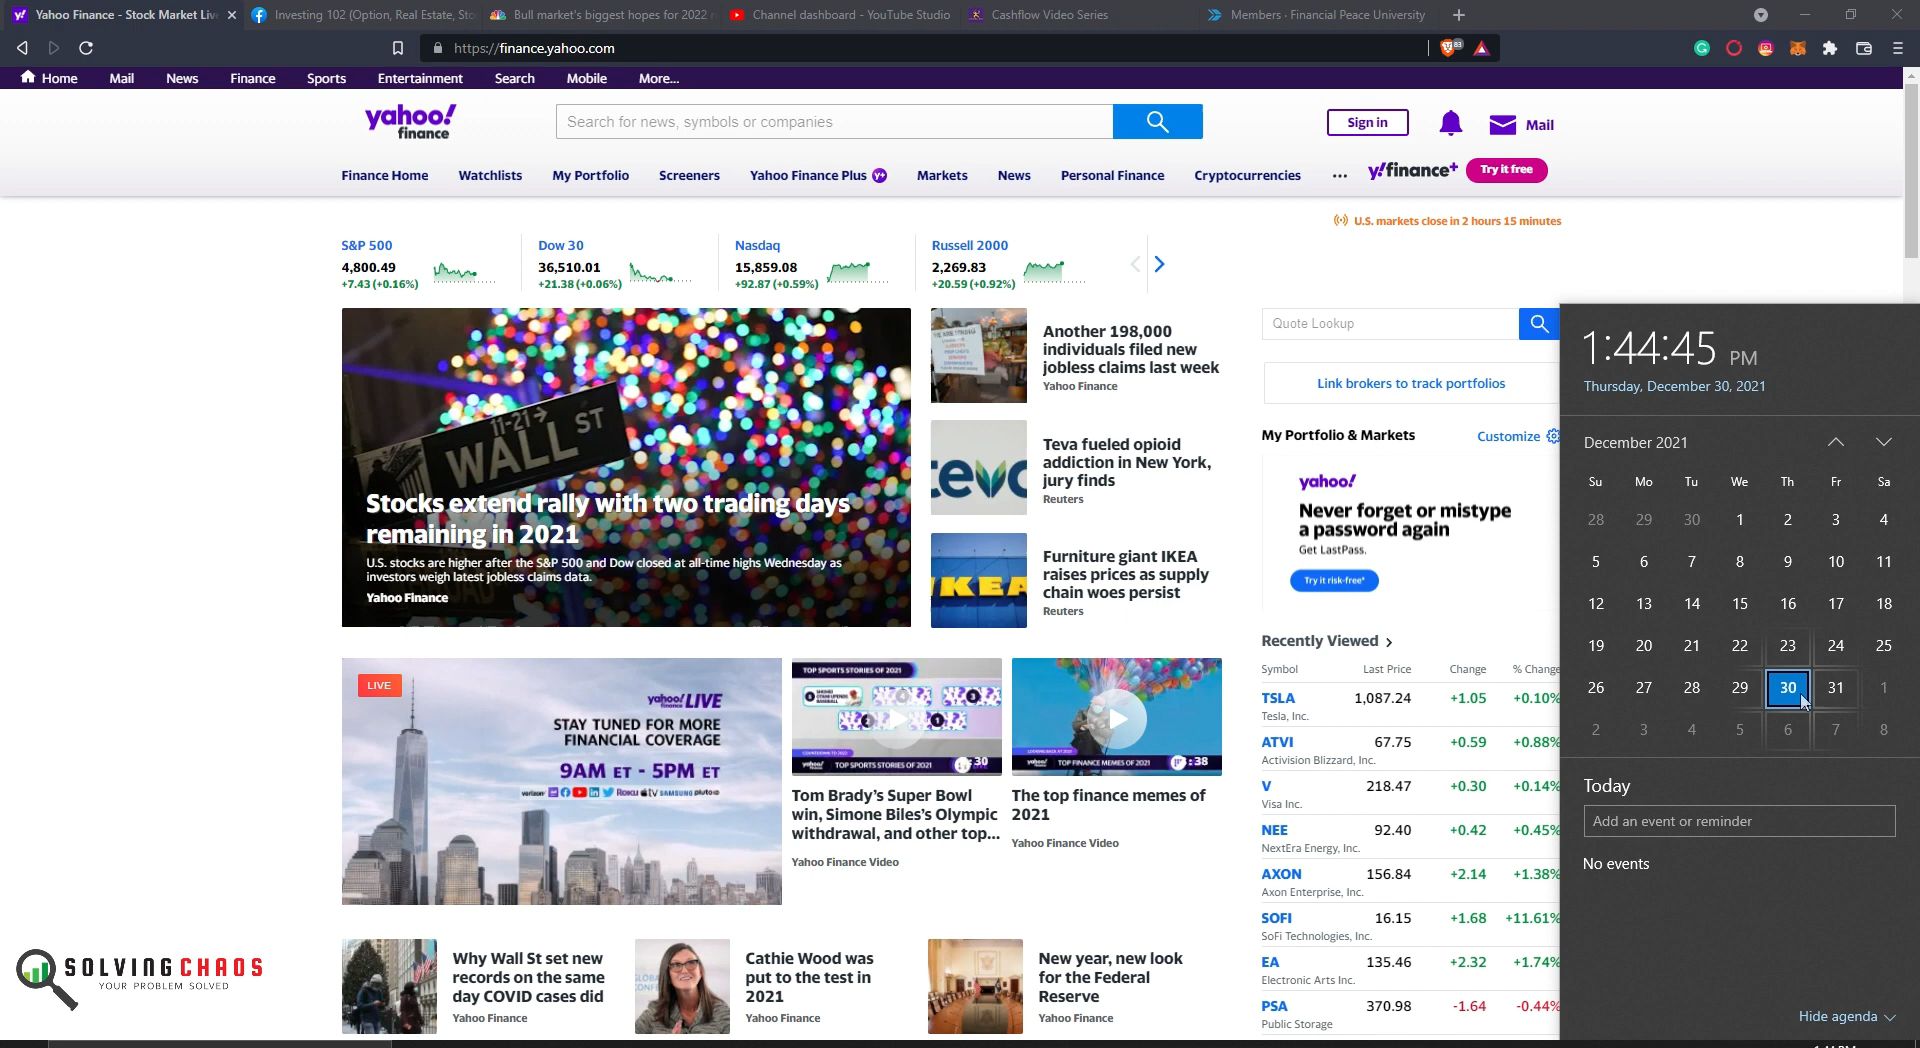 Yahoo Finance - Stock Market Liv
Investing 102 (Option, Real Estate, Sto
Bull market's biggest hopes for 2022 r
Channel dashboard - YouTube Studio
Cashflow Video Series
Members · Financial Peace University
https://finance.yahoo.com
83
Home Mail News Finance Sports Entertainment Search Mobile More...
yahoo!
finance
Search for news, symbols or companies
Sign in
Mail
Finance Home Watchlists My Portfolio Screeners Yahoo Finance Plus Y+ Markets News Personal Finance Cryptocurrencies ... y!finance+ Try it free
U.S. markets close in 2 hours 15 minutes
S&P 500
4,800.49
+7.43 (+0.16%)
Dow 30
36,510.01
+21.38 (+0.06%)
Nasdaq
15,859.08
+92.87 (+0.59%)
Russell 2000
2,269.83
+20.59 (+0.92%)
11-21
WALL ST
Stocks extend rally with two trading days
remaining in 2021
U.S. stocks are higher after the S&P 500 and Dow closed at all-time highs Wednesday as
investors weigh latest jobless claims data.
Yahoo Finance
Another 198,000
individuals filed new
jobless claims last week
Yahoo Finance
teva
Teva fueled opioid
addiction in New York,
jury finds
Reuters
IKEA
Furniture giant IKEA
raises prices as supply
chain woes persist
Reuters
LIVE
yahoo! LIVE
STAY TUNED FOR MORE
FINANCIAL COVERAGE
9AM ET - 5PM ET
verizon Roku tv SAMSUNG pluto
TOP SPORTS STORIES OF 2021
TOP SPORTS STORIES OF 2021
:30
Tom Brady's Super Bowl
win, Simone Biles's Olympic
withdrawal, and other top...
Yahoo Finance Video
TOP FINANCE MEMES OF 2021
:38
The top finance memes of
2021
Yahoo Finance Video
Why Wall St set new
records on the same
day COVID cases did
Yahoo Finance
Cathie Wood was
put to the test in
2021
Yahoo Finance
New year, new look
for the Federal
Reserve
Yahoo Finance
Quote Lookup
Link brokers to track portfolios
My Portfolio & Markets
Customize
yahoo!
Never forget or mistype
a password again
Get LastPass.
Try it risk-free*
Recently Viewed
Symbol Last Price Change % Change
TSLA 1,087.24 +1.05 +0.10%
Tesla, Inc.
ATVI 67.75 +0.59 +0.88%
Activision Blizzard, Inc.
V 218.47 +0.30 +0.14%
Visa Inc.
NEE 92.40 +0.42 +0.45%
NextEra Energy, Inc.
AXON 156.84 +2.14 +1.38%
Axon Enterprise, Inc.
SOFI 16.15 +1.68 +11.61%
SoFi Technologies, Inc.
EA 135.46 +2.32 +1.74%
Electronic Arts Inc.
PSA 370.98 -1.64 -0.44%
Public Storage
1:44:45 PM
Thursday, December 30, 2021
December 2021
Su Mo Tu We Th Fr Sa
28 29 30 1 2 3 4
5 6 7 8 9 10 11
12 13 14 15 16 17 18
19 20 21 22 23 24 25
26 27 28 29 30 31 1
2 3 4 5 6 7 8
Today
Add an event or reminder
No events
Hide agenda
SOLVING CHAOS
YOUR PROBLEM SOLVED